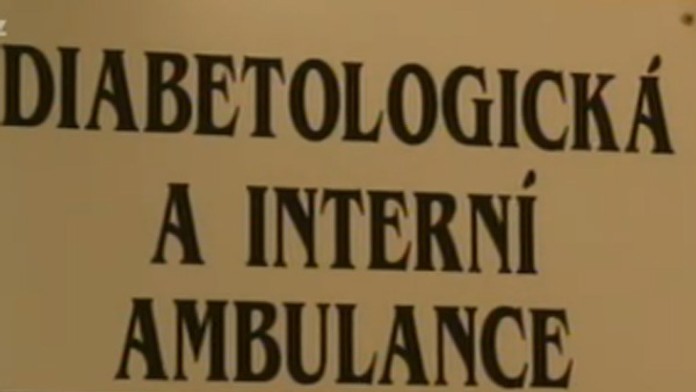 DIABETOLOGICKÁ
A INTERNÍ
AMBULANCE